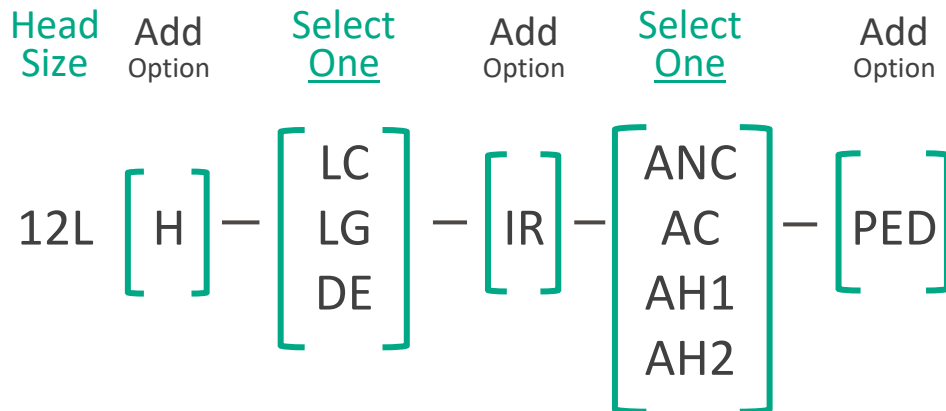 Head Size
Add Option
Select One
Add Option
Select One
Add Option
12L
H
—
LC
LG
DE
—
IR
—
ANC
AC
AH1
AH2
—
PED